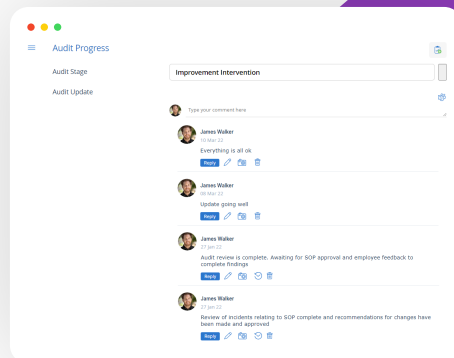 Audit Progress
Audit Stage
Improvement Intervention
Audit Update
Type your comment here
James Walker
10 Mar 22
Everything is all ok
Reply
James Walker
08 Mar 22
Update going well
Reply
James Walker
27 Jan 22
Audit review is complete. Awaiting for SOP approval and employee feedback to
complete findings
Reply
James Walker
27 Jan 22
Review of incidents relating to SOP complete and recommendations for changes have
been made and approved
Reply